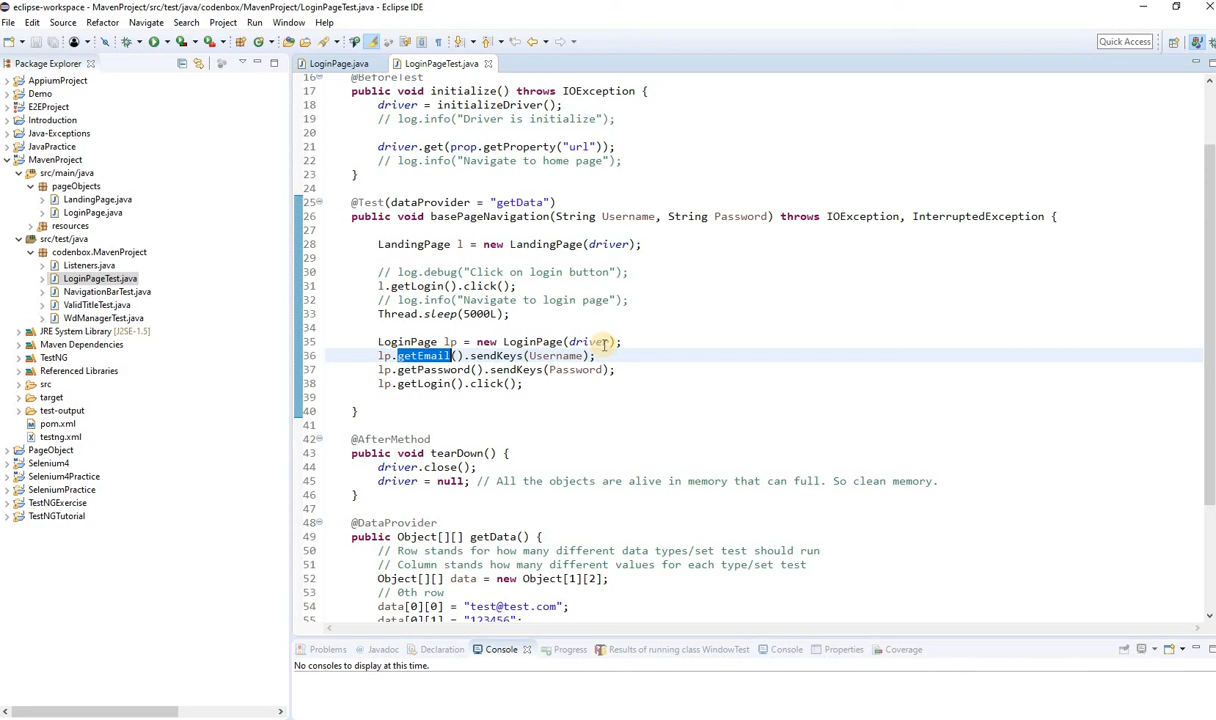 eclipse-workspace - MavenProject/src/test/java/codenbox/MavenProject/LoginPageTest.java - Eclipse IDE
File Edit Source Refactor Navigate Search Project Run Window Help
Quick Access
Package Explorer
AppiumProject
Demo
E2EProject
Introduction
Java-Exceptions
JavaPractice
MavenProject
src/main/java
pageObjects
LandingPage.java
LoginPage.java
resources
src/test/java
codenbox.MavenProject
Listeners.java
LoginPageTest.java
NavigationBarTest.java
ValidTitleTest.java
WdManagerTest.java
JRE System Library [J2SE-1.5]
Maven Dependencies
TestNG
Referenced Libraries
src
target
test-output
pom.xml
testng.xml
PageObject
Selenium4
Selenium4Practice
SeleniumPractice
TestNGExercise
TestNGTutorial
LoginPage.java LoginPageTest.java
16 @BeforeTest
17 public void initialize() throws IOException {
18 driver = initializeDriver();
19 // log.info("Driver is initialize");
20
21 driver.get(prop.getProperty("url"));
22 // log.info("Navigate to home page");
23 }
24
25 @Test(dataProvider = "getData")
26 public void basePageNavigation(String Username, String Password) throws IOException, InterruptedException {
27
28 LandingPage l = new LandingPage(driver);
29
30 // log.debug("Click on login button");
31 l.getLogin().click();
32 // log.info("Navigate to login page");
33 Thread.sleep(5000L);
34
35 LoginPage lp = new LoginPage(driver);
36 lp.getEmail().sendKeys(Username);
37 lp.getPassword().sendKeys(Password);
38 lp.getLogin().click();
39
40 }
41
42 @AfterMethod
43 public void tearDown() {
44 driver.close();
45 driver = null; // All the objects are alive in memory that can full. So clean memory.
46 }
47
48 @DataProvider
49 public Object[][] getData() {
50 // Row stands for how many different data types/set test should run
51 // Column stands for how many different values for each type/set test
52 Object[][] data = new Object[1][2];
53 // 0th row
54 data[0][0] = "test@test.com";
55 data[0][1] = "123456";
Problems Javadoc Declaration Console Progress Results of running class WindowTest Console Properties Coverage
No consoles to display at this time.